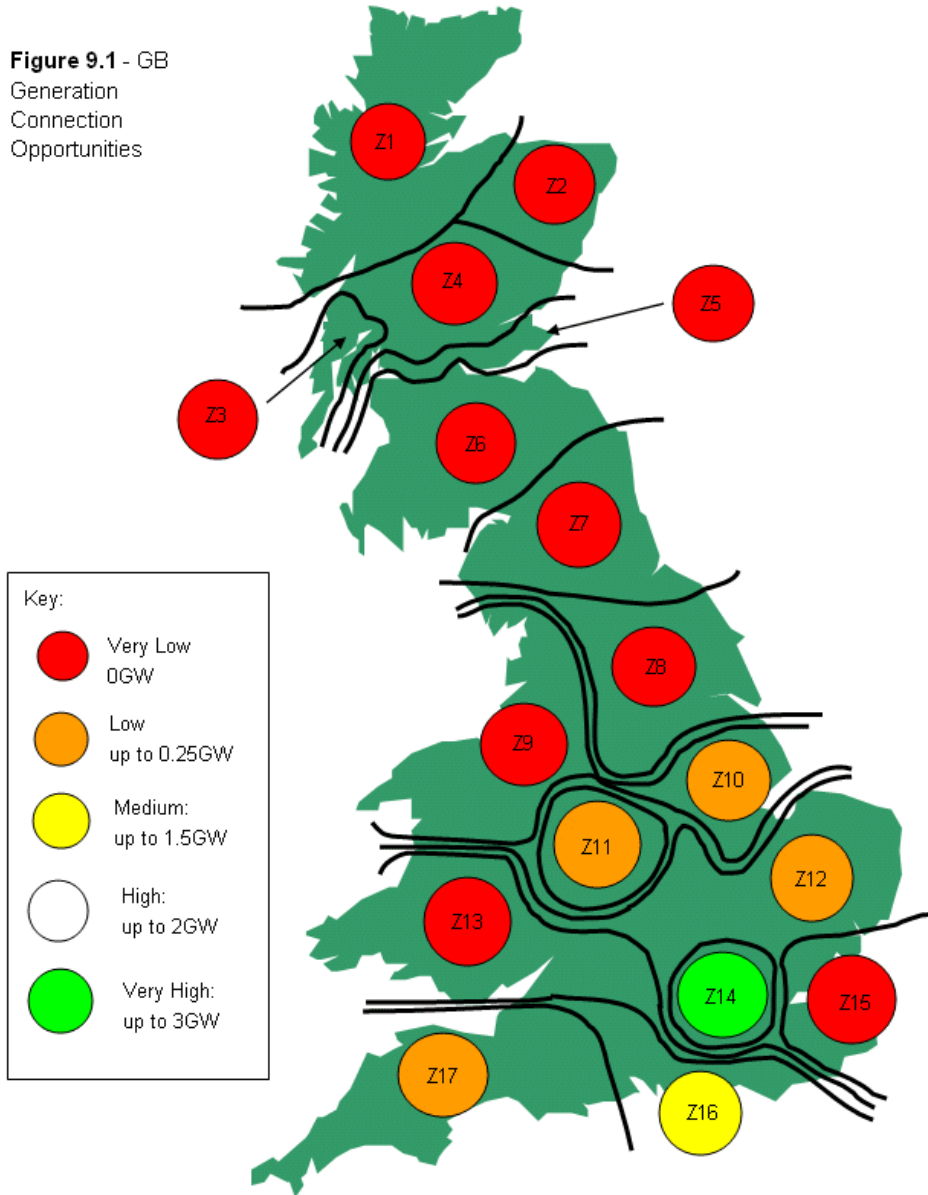 Figure 9.1 - GB
Generation
Connection
Opportunities
Z1
Z2
Z4
Z5
Z3
Z6
Z7
Key:
Very Low
0GW
Low
up to 0.25GW
Medium:
up to 1.5GW
High:
up to 2GW
Very High:
up to 3GW
Z8
Z9
Z10
Z11
Z12
Z13
Z14
Z15
Z17
Z16